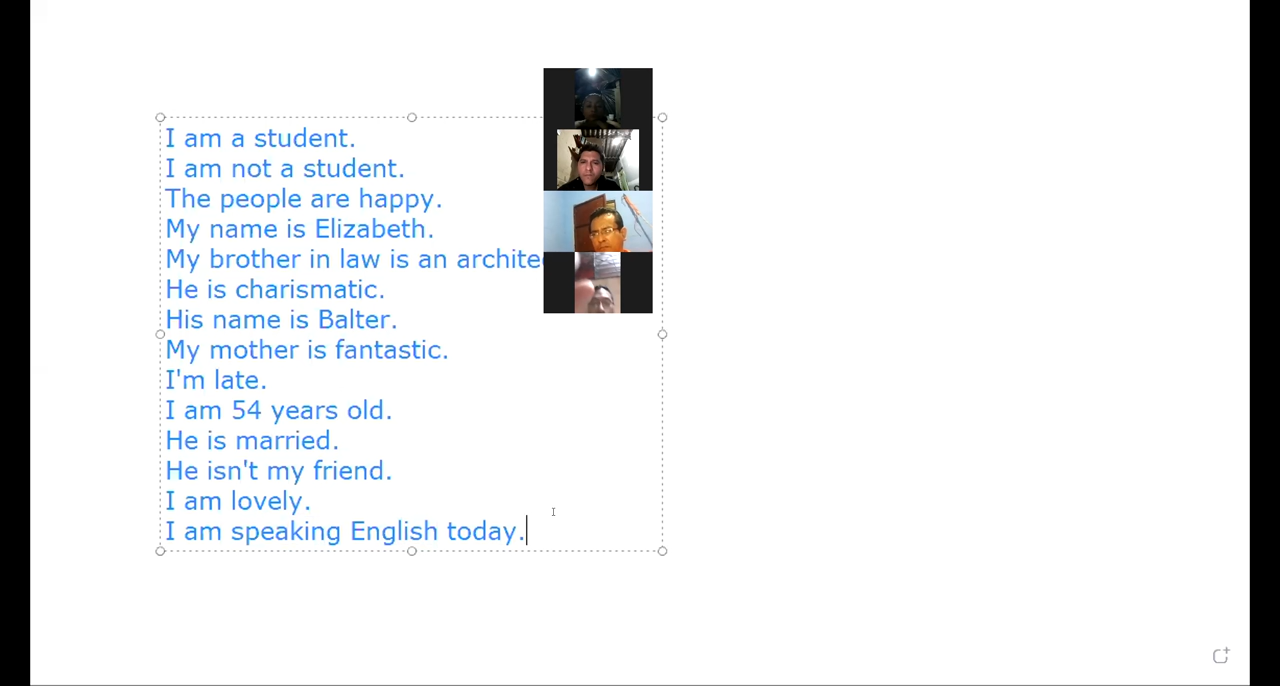 I am a student.
I am not a student.
The people are happy.
My name is Elizabeth.
My brother in law is an
He is charismatic.
His name is Balter.
My mother is fantastic.
I'm late.
I am 54 years old.
He is married.
He isn't my friend.
I am lovely.
I am speaking English today.